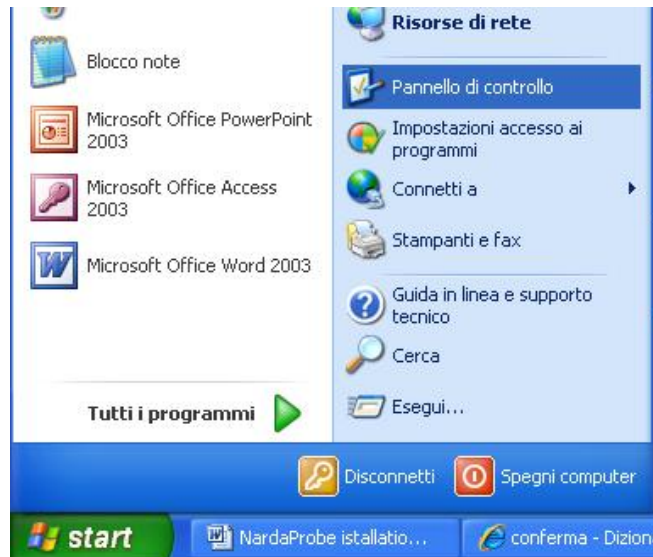 Blocco note
Microsoft Office PowerPoint
2003
Microsoft Office Access
2003
Microsoft Office Word 2003
Tutti i programmi
Risorse di rete
Pannello di controllo
Impostazioni accesso ai
programmi
Connetti a
Stampanti e fax
Guida in linea e supporto
tecnico
Cerca
Esegui...
Disconnetti
Spegni computer
start
NardaProbe istallatio...
conferma - Dizion